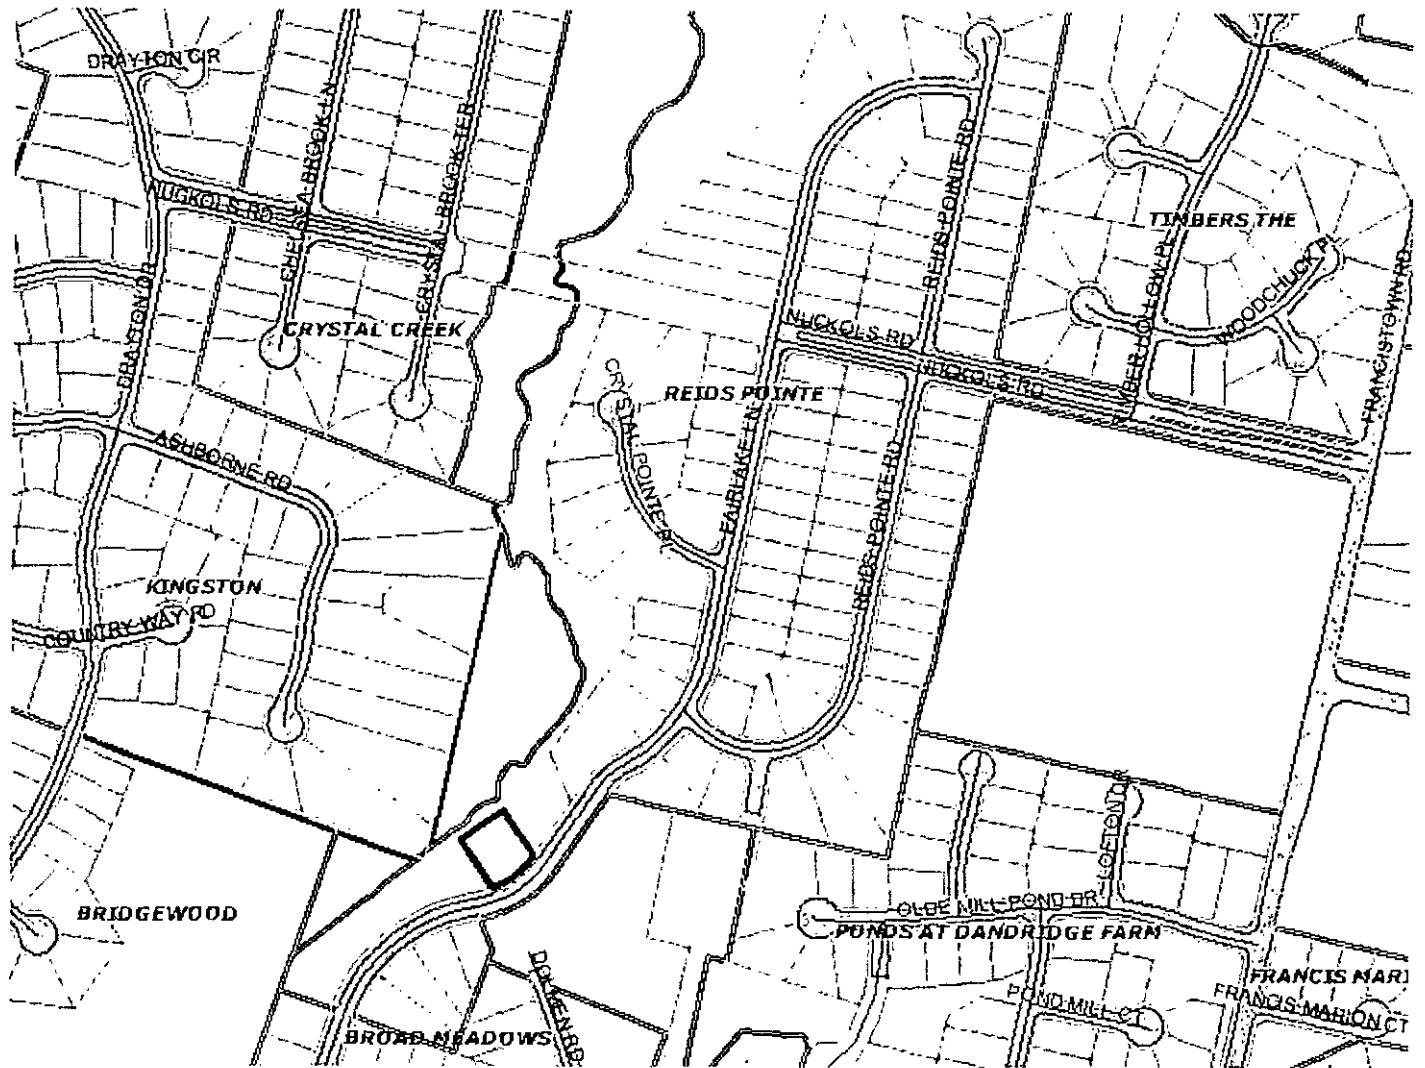 DRAYTON CIR
CHELSEA BROOK LN
CRYSTAL BROOK TER
REIDS POINTE RD
NUCKOLS RD
TIMBERS THE
WOODCHUCK PL
FRANCISTOWN RD
DRAYTON DR
CRYSTAL CREEK
NUCKOLS RD
NUCKOLS RD
CRYSTAL POINTE PL
REIDS POINTE
FAIRLAKE LN
ASHBORNE RD
REIDS POINTE RD
KINGSTON
COUNTRY WAY RD
LOFTON
OLDE MILL POND DR
BRIDGEWOOD
PONDS AT DANDRIDGE FARM
FRANCIS MARI
POND MILL CT
FRANCIS MARION CT
BROAD MEADOWS